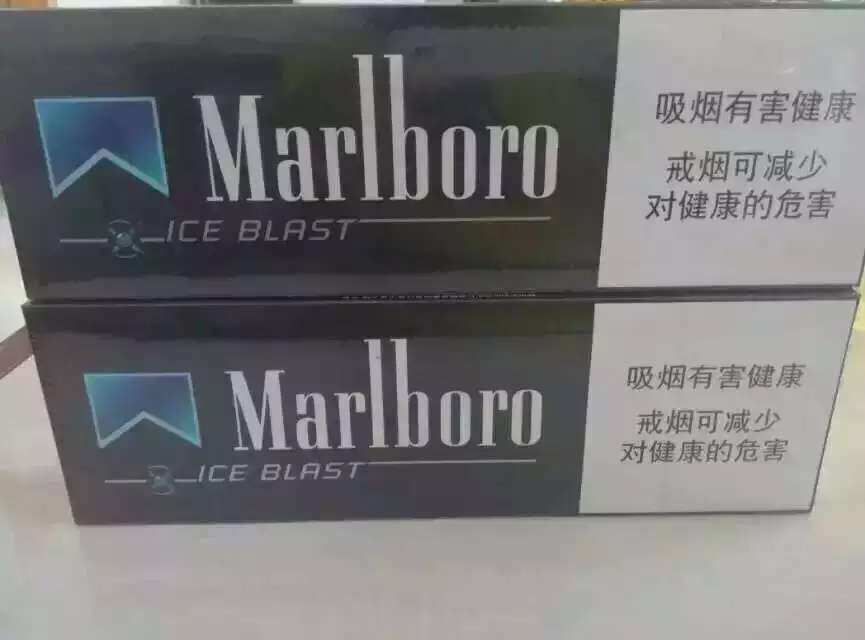 Marlboro
ICE BLAST
吸烟有害健康
戒烟可减少
对健康的危害
Marlboro
ICE BLAST
吸烟有害健康
戒烟可减少
对健康的危害